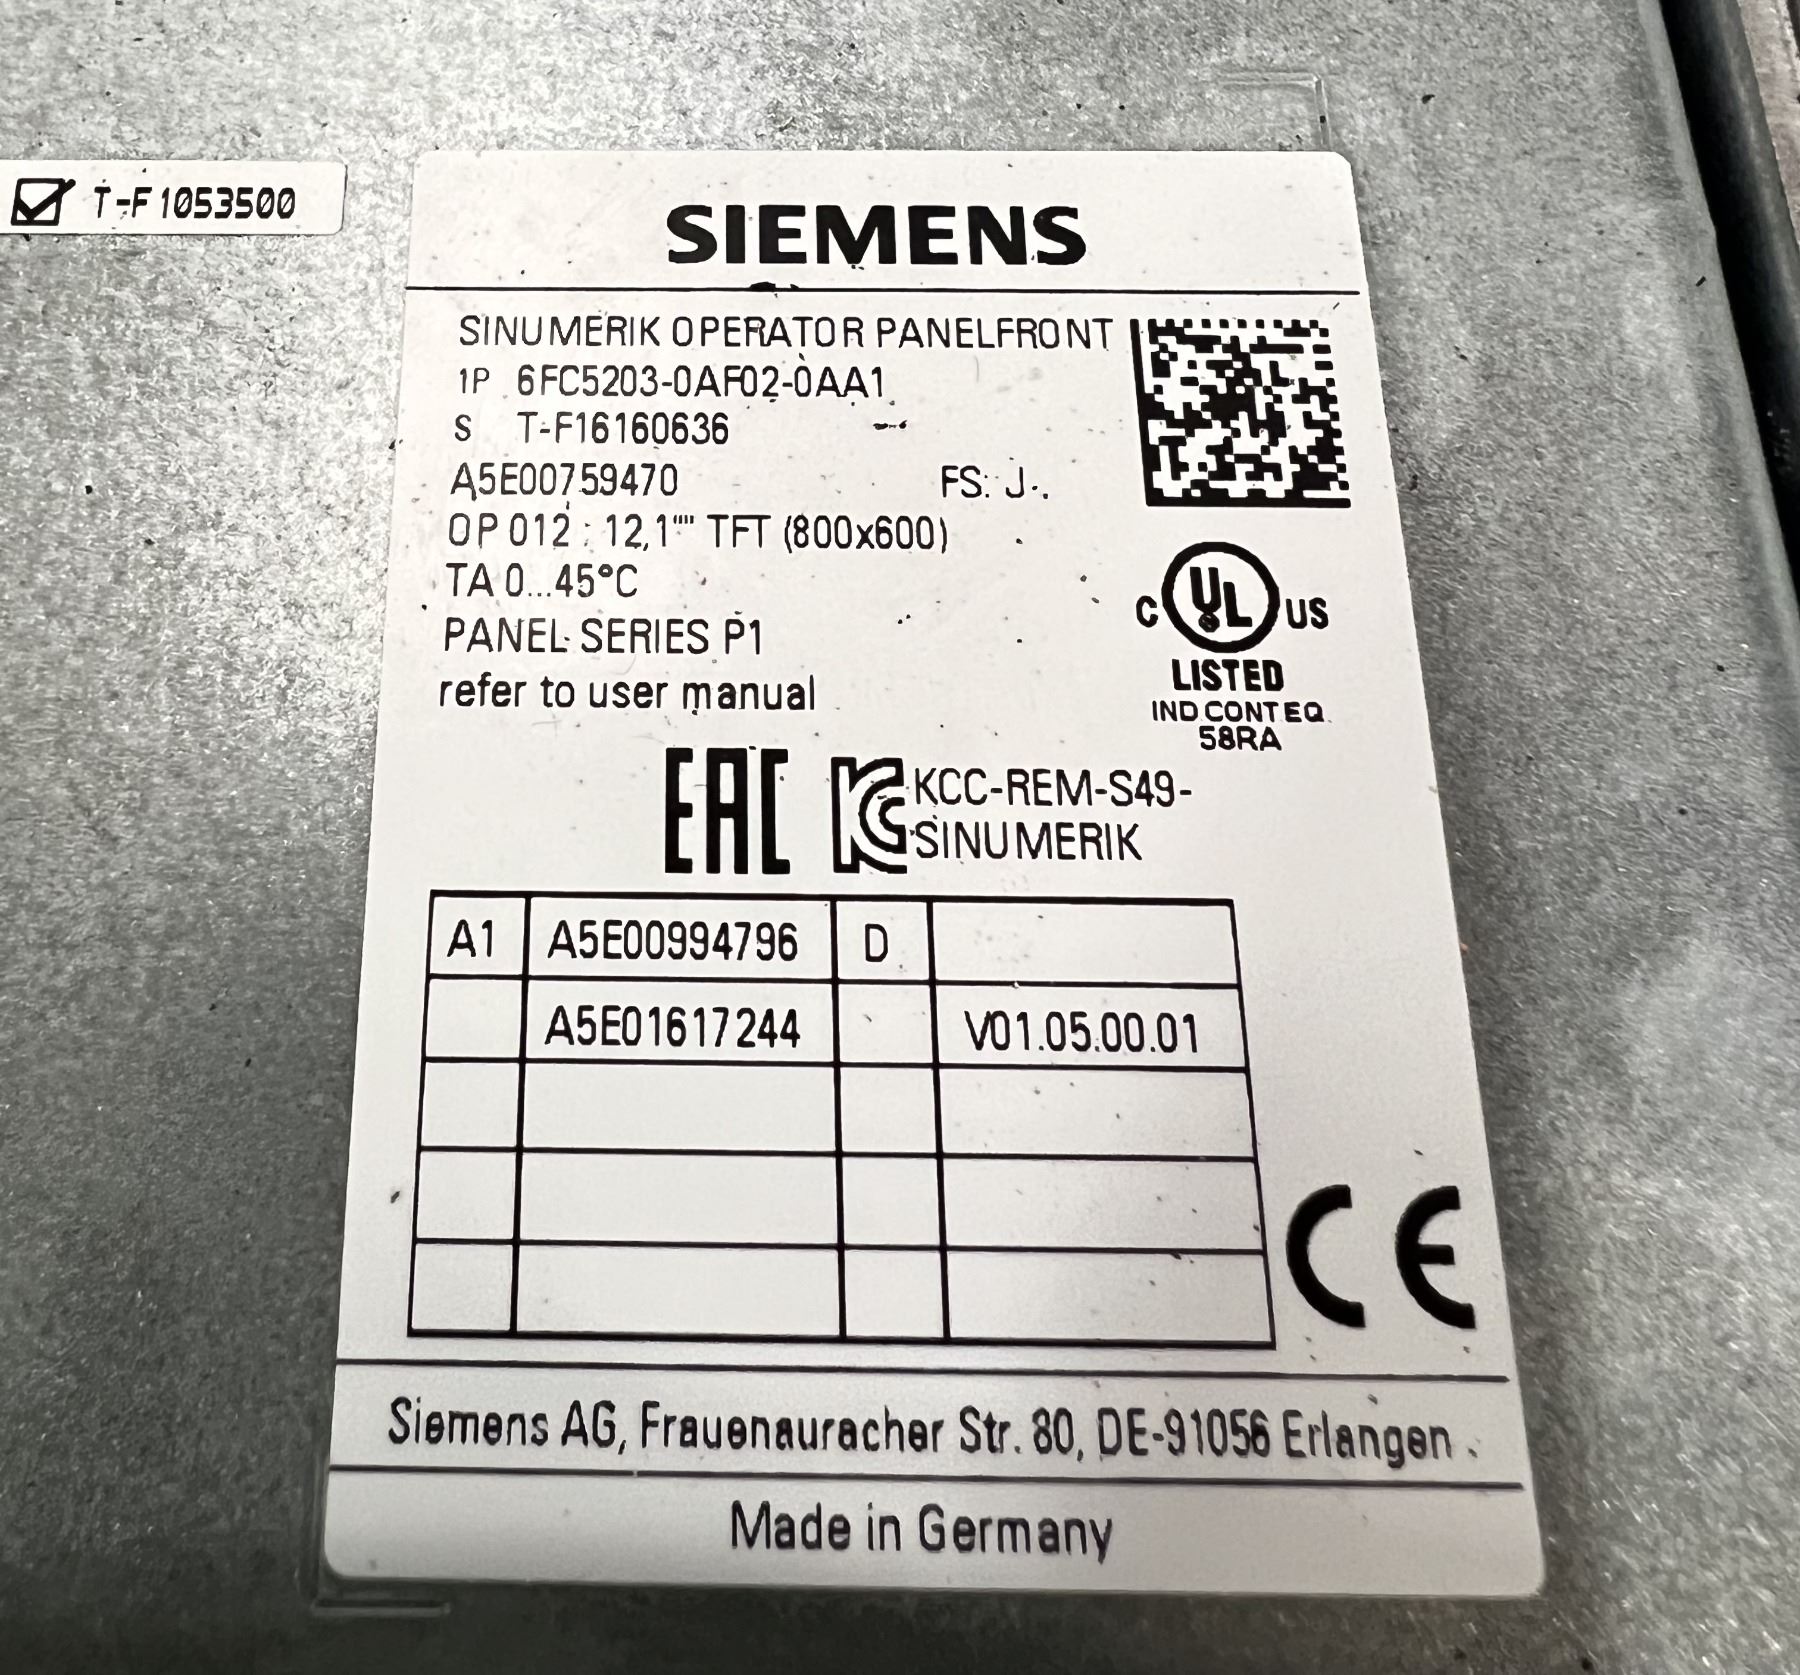 T-F1053500
SIEMENS
SINUMERIK OPERATOR PANELFRONT
1P 6FC5203-0AF02-0AA1
S T-F16160636
A5E00759470 FS: J
OP 012 : 12,1"" TFT (800x600)
TA 0...45°C
PANEL SERIES P1
refer to user manual
C UL US
LISTED
IND.CONT.EQ.
58RA
EAC KC KCC-REM-S49-
SINUMERIK
A1 A5E00994796 D
A5E01617244 V01.05.00.01
CE
Siemens AG, Frauenauracher Str. 80, DE-91056 Erlangen
Made in Germany